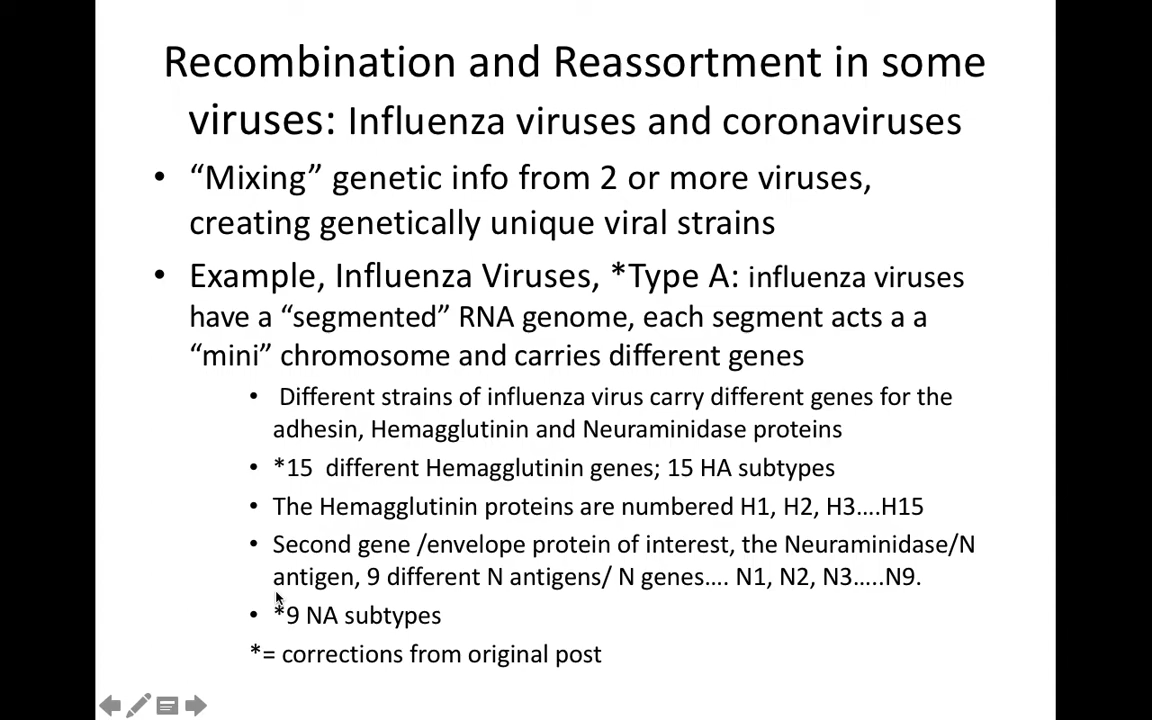 Recombination and Reassortment in some
viruses: Influenza viruses and coronaviruses
• “Mixing” genetic info from 2 or more viruses,
creating genetically unique viral strains
• Example, Influenza Viruses, *Type A: influenza viruses
have a “segmented” RNA genome, each segment acts a a
“mini” chromosome and carries different genes
• Different strains of influenza virus carry different genes for the
adhesin, Hemagglutinin and Neuraminidase proteins
• *15 different Hemagglutinin genes; 15 HA subtypes
• The Hemagglutinin proteins are numbered H1, H2, H3....H15
• Second gene /envelope protein of interest, the Neuraminidase/N
antigen, 9 different N antigens/ N genes.... N1, N2, N3.....N9.
• *9 NA subtypes
*= corrections from original post